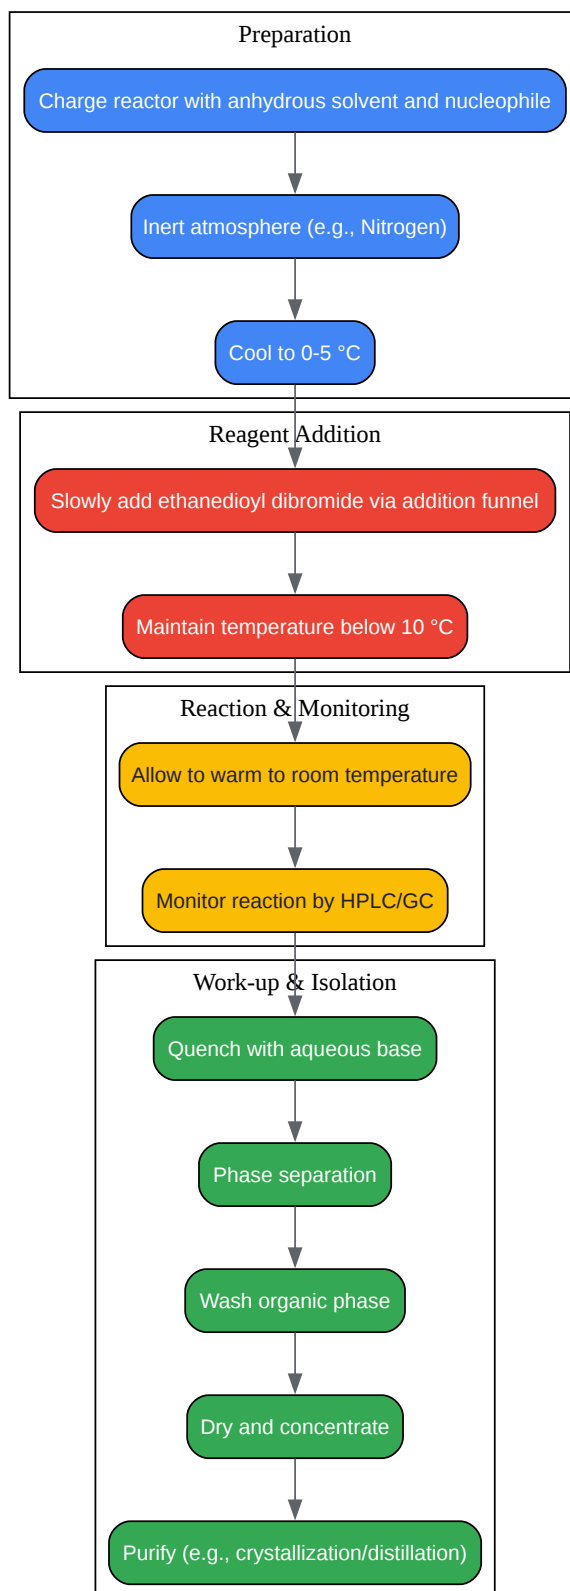 Preparation
Charge reactor with anhydrous solvent and nucleophile
Inert atmosphere (e.g., Nitrogen)
Cool to 0-5 °C
Reagent Addition
Slowly add ethanedioyl dibromide via addition funnel
Maintain temperature below 10 °C
Reaction & Monitoring
Allow to warm to room temperature
Monitor reaction by HPLC/GC
Work-up & Isolation
Quench with aqueous base
Phase separation
Wash organic phase
Dry and concentrate
Purify (e.g., crystallization/distillation)